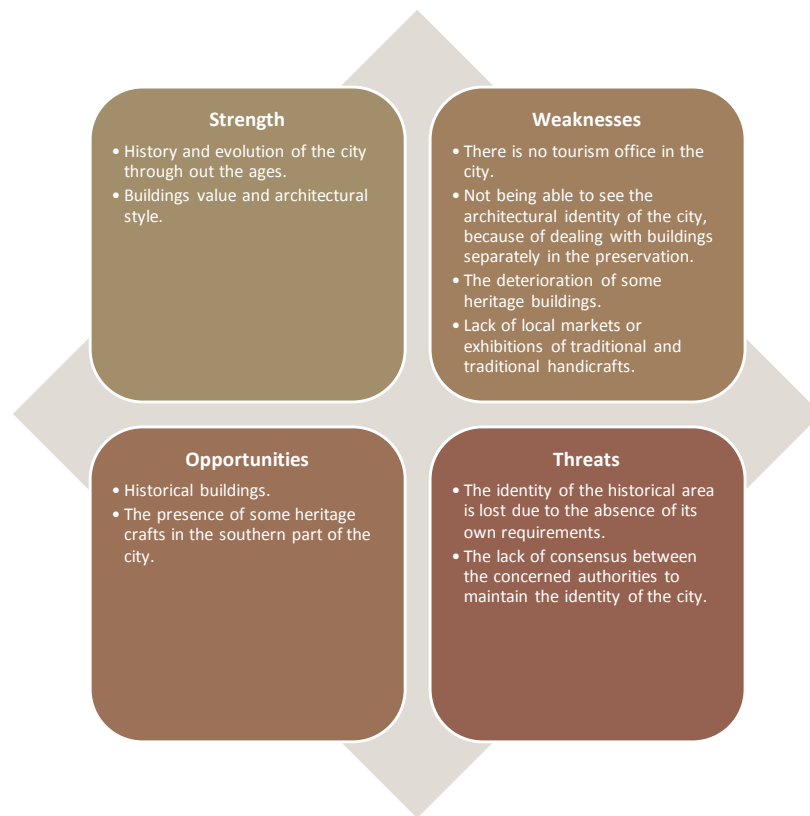 Strength
• History and evolution of the city
through out the ages.
• Buildings value and architectural
style.
Weaknesses
• There is no tourism office in the
city.
• Not being able to see the
architectural identity of the city,
because of dealing with buildings
separately in the preservation.
• The deterioration of some
heritage buildings.
• Lack of local markets or
exhibitions of traditional and
traditional handicrafts.
Opportunities
• Historical buildings.
• The presence of some heritage
crafts in the southern part of the
city.
Threats
• The identity of the historical area
is lost due to the absence of its
own requirements.
• The lack of consensus between
the concerned authorities to
maintain the identity of the city.